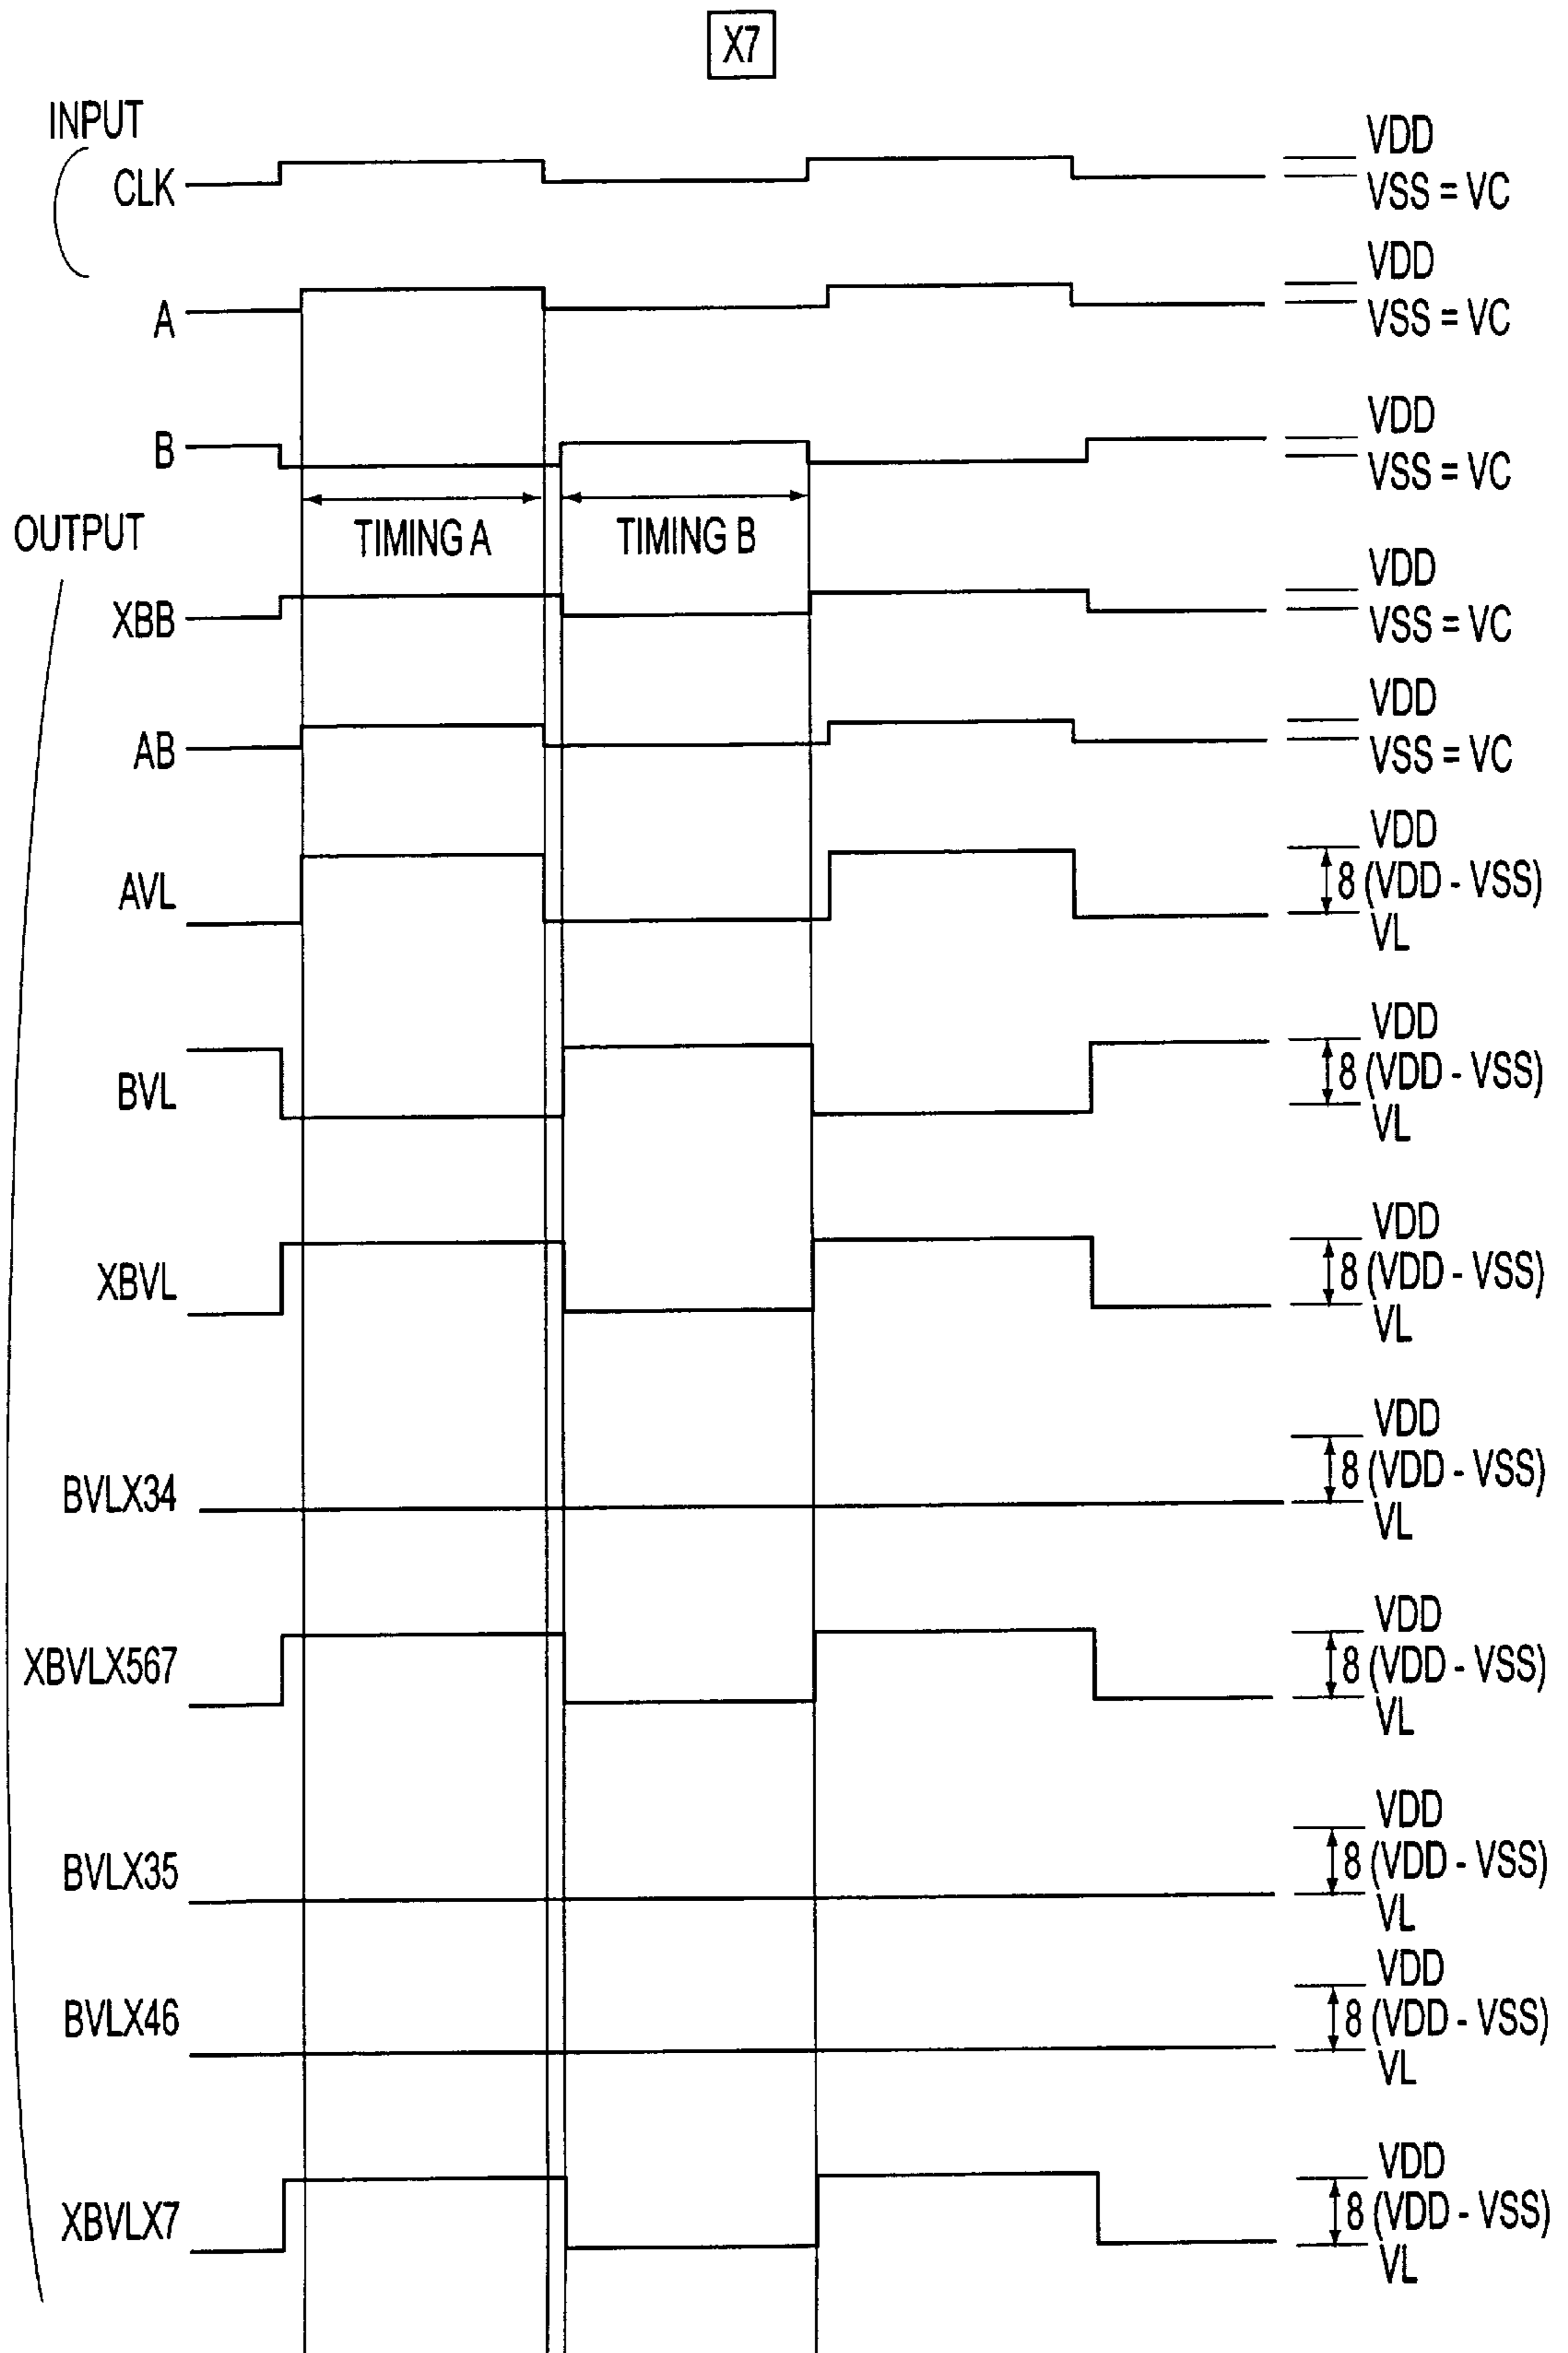 X7
INPUT
CLK
VDD
VSS = VC
A
VDD
VSS = VC
B
VDD
VSS = VC
TIMING A
TIMING B
OUTPUT
XBB
VDD
VSS = VC
AB
VDD
VSS = VC
AVL
VDD
8 (VDD - VSS)
VL
BVL
VDD
8 (VDD - VSS)
VL
XBVL
VDD
8 (VDD - VSS)
VL
BVLX34
VDD
8 (VDD - VSS)
VL
XBVLX567
VDD
8 (VDD - VSS)
VL
BVLX35
VDD
8 (VDD - VSS)
VL
BVLX46
VDD
8 (VDD - VSS)
VL
XBVLX7
VDD
8 (VDD - VSS)
VL